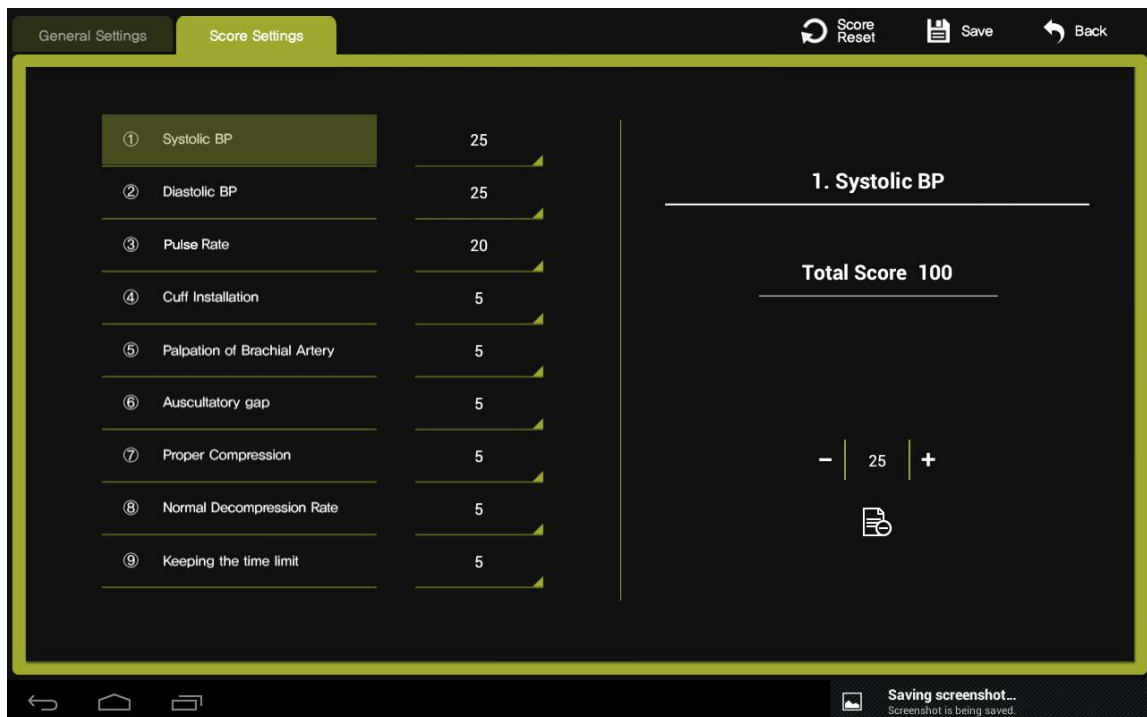 General Settings
Score Settings
Score
Reset
Save
Back
① Systolic BP 25
② Diastolic BP 25
③ Pulse Rate 20
④ Cuff Installation 5
⑤ Palpation of Brachial Artery 5
⑥ Auscultatory gap 5
⑦ Proper Compression 5
⑧ Normal Decompression Rate 5
⑨ Keeping the time limit 5
1. Systolic BP
Total Score 100
− 25 +
Saving screenshot...
Screenshot is being saved.